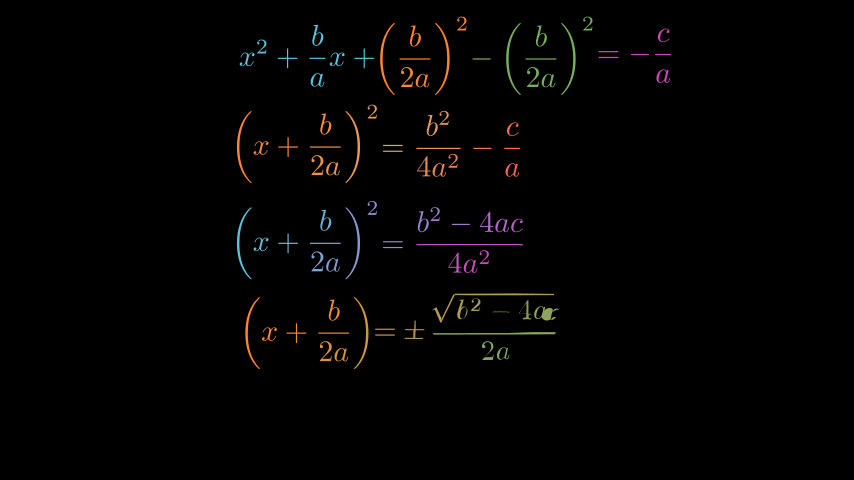 x² + b/a x + (b/2a)² − (b/2a)² = − c/a
(x + b/2a)² = b²/4a² − c/a
(x + b/2a)² = (b² − 4ac)/4a²
(x + b/2a) = ± √(b² − 4ac)/2a